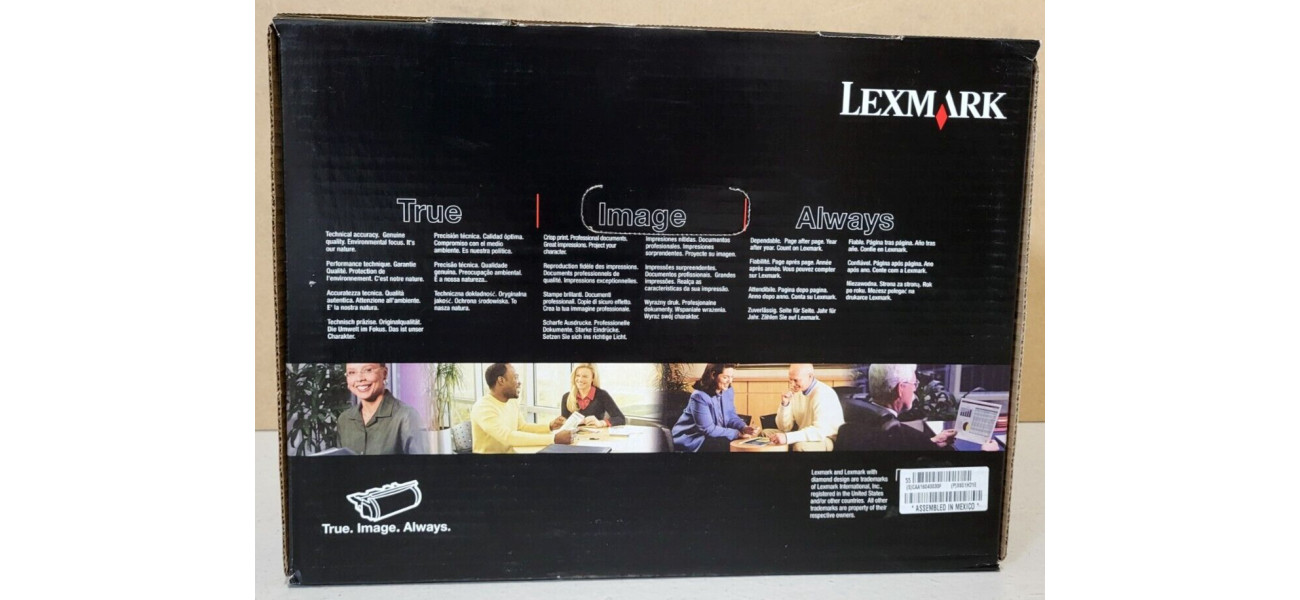 LEXMARK
True
Technical accuracy. Genuine
quality. Environmental focus. It's
our nature.
Performance technique. Garantie
Qualité. Protection de
l'environnement. C'est notre nature.
Accuratezza tecnica. Qualità
autentica. Attenzione all'ambiente.
E' la nostra natura.
Technisch präzise. Originalqualität.
Die Umwelt im Fokus. Das ist unser
Charakter.
Precisión técnica. Calidad óptima.
Compromiso con el medio
ambiente. Es nuestra política.
Precisão técnica. Qualidade
genuína. Preocupação ambiental.
É a nossa natureza..
Techniczna dokładność. Oryginalna
jakość. Ochrona środowiska. To
nasza natura.
Image
Crisp print. Professional documents.
Great impressions. Project your
character.
Reproduction fidèle des impressions.
Documents professionnels de
qualité. Impressions exceptionnelles.
Stampe brillanti. Documenti
professionali. Copie di sicuro effetto.
Crea la tua immagine professionale.
Scharfe Ausdrucke. Professionelle
Dokumente. Starke Eindrücke.
Setzen Sie sich ins richtige Licht.
Impresiones nítidas. Documentos
profesionales. Impresiones
sorprendentes. Proyecte su imagen.
Impressões surpreendentes.
Documentos profissionais. Grandes
impressões. Realça as
características da sua impressão.
Wyraźny druk. Profesjonalne
dokumenty. Wspaniałe wrażenia.
Wyraź swój charakter.
Always
Dependable. Page after page. Year
after year. Count on Lexmark.
Fiabilité. Page après page. Année
après année. Vous pouvez compter
sur Lexmark.
Attendibile. Pagina dopo pagina.
Anno dopo anno. Conta su Lexmark.
Zuverlässig. Seite für Seite. Jahr für
Jahr. Zählen Sie auf Lexmark.
Fiable. Página tras página. Año tras
año. Confíe en Lexmark.
Confiável. Página após página. Ano
após ano. Conte com a Lexmark.
Niezawodna. Strona za stroną. Rok
po roku. Możesz polegać na
drukarce Lexmark.
True. Image. Always.
Lexmark and Lexmark with
diamond design are trademarks
of Lexmark International, Inc.,
registered in the United States
and/or other countries. All other
trademarks are property of their
respective owners.
* ASSEMBLED IN MEXICO *